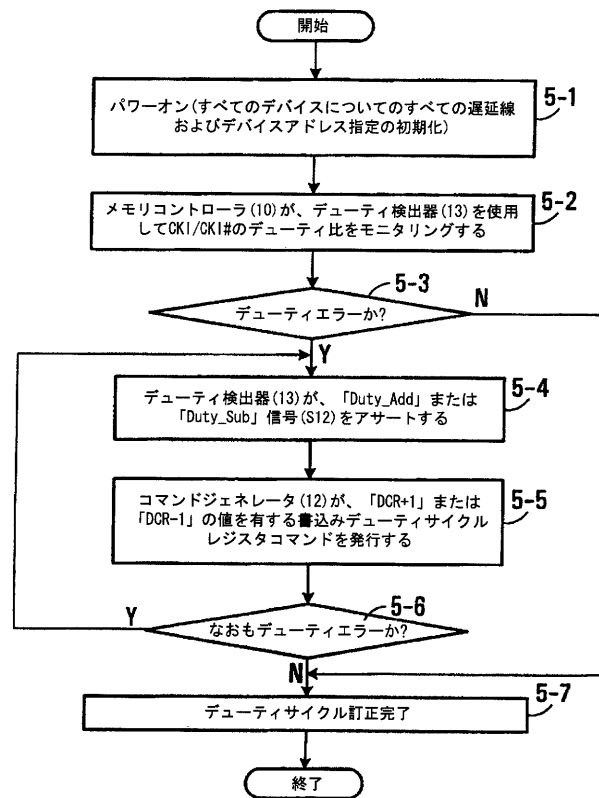 開始
パワーオン(すべてのデバイスについてのすべての遅延線
およびデバイスアドレス指定の初期化)
5-1
メモリコントローラ(10)が、デューティ検出器(13)を使用
してCKI/CKI#のデューティ比をモニタリングする
5-2
デューティエラーか?
5-3
N
Y
デューティ検出器(13)が、「Duty_Add」または
「Duty_Sub」信号(S12)をアサートする
5-4
コマンドジェネレータ(12)が、「DCR+1」または
「DCR-1」の値を有する書込みデューティサイクル
レジスタコマンドを発行する
5-5
なおもデューティエラーか?
5-6
Y
N
デューティサイクル訂正完了
5-7
終了